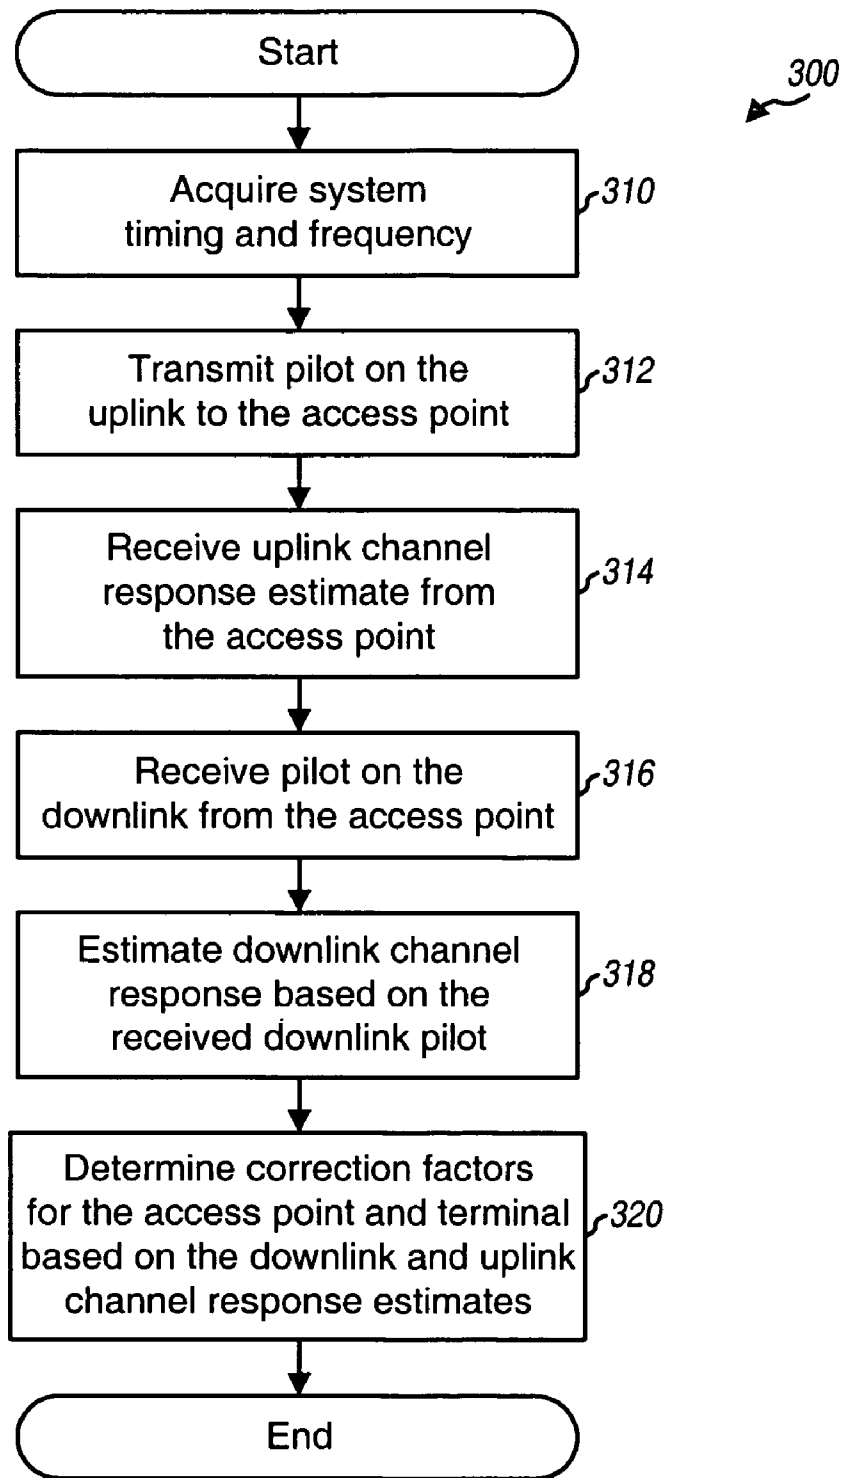 Start
300
Acquire system
timing and frequency
310
Transmit pilot on the
uplink to the access point
312
Receive uplink channel
response estimate from
the access point
314
Receive pilot on the
downlink from the access point
316
Estimate downlink channel
response based on the
received downlink pilot
318
Determine correction factors
for the access point and terminal
based on the downlink and uplink
channel response estimates
320
End